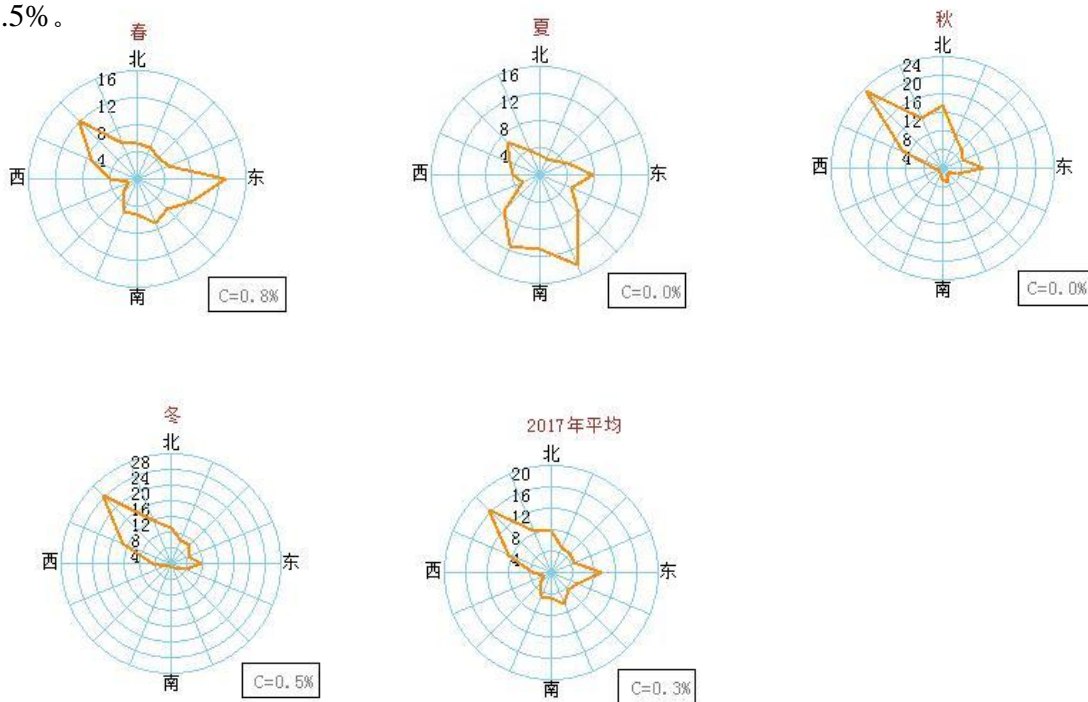 .5%。
春
北
16
12
8
4
西
东
南
C=0.8%
夏
北
16
12
8
4
西
东
南
C=0.0%
秋
北
24
20
16
12
8
4
西
东
南
C=0.0%
冬
北
28
24
20
16
12
8
4
西
东
南
C=0.5%
2017年平均
北
20
16
12
8
4
西
东
南
C=0.3%